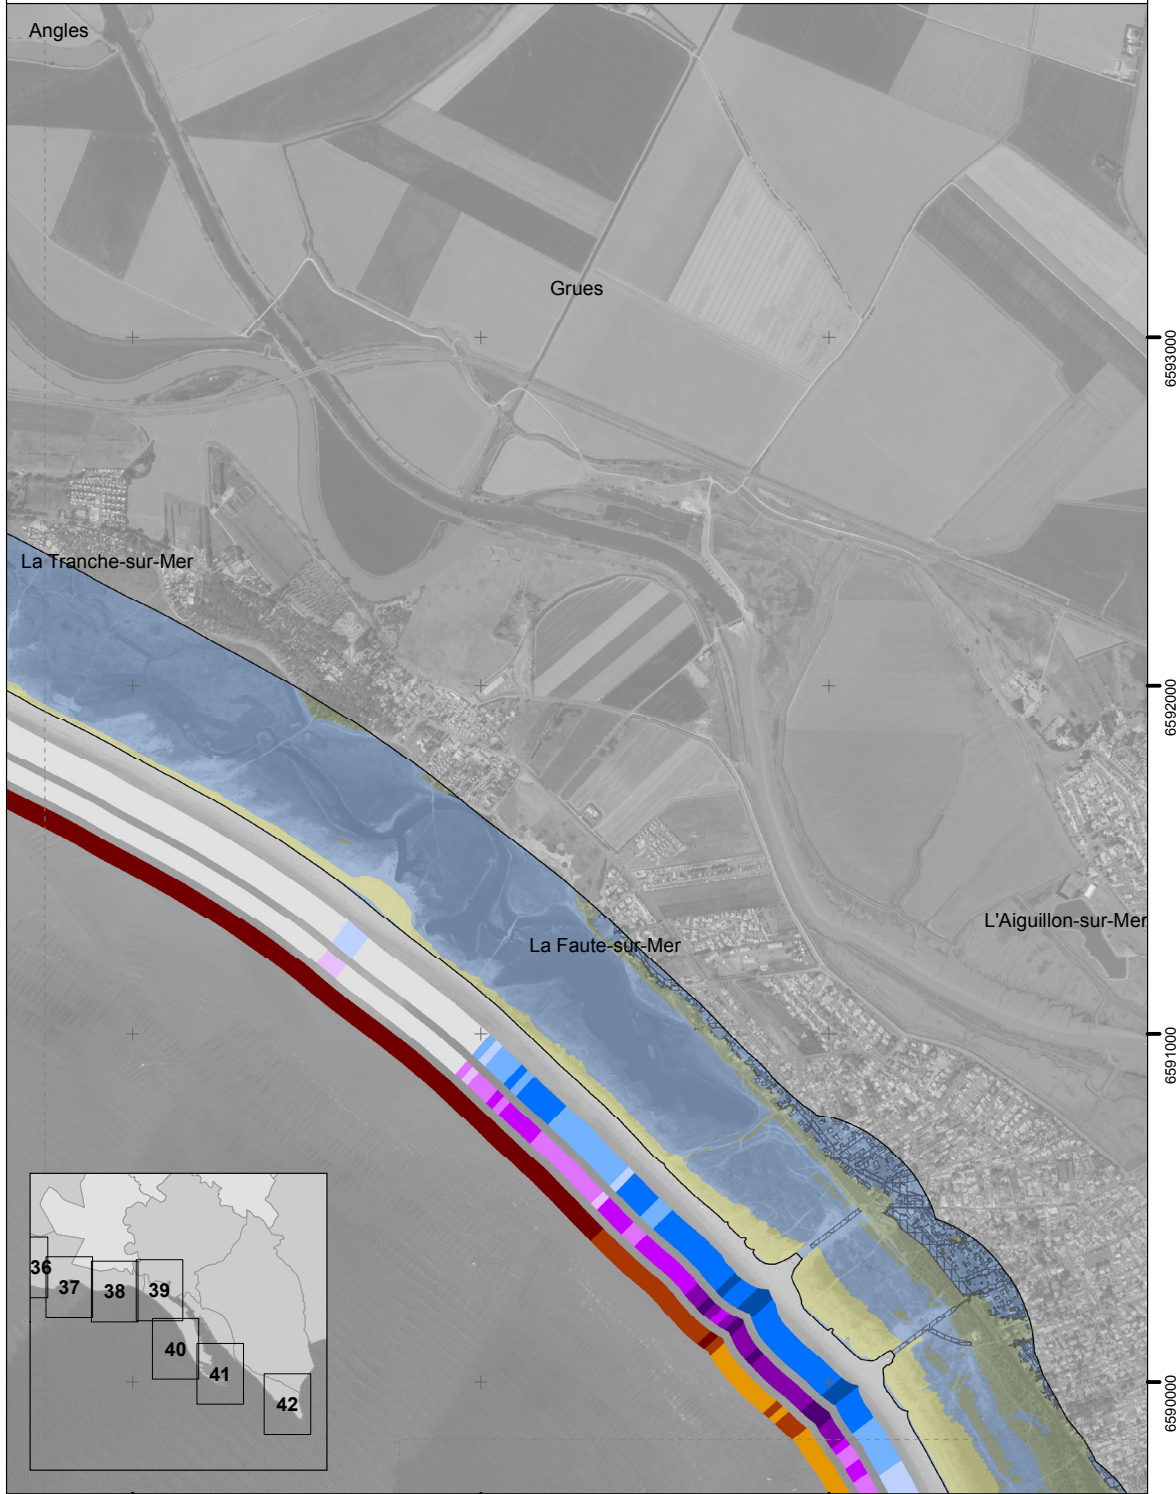 Angles
Grues
6593000
La Tranche-sur-Mer
6592000
L'Aiguillon-sur-Mer
La Faute-sur-Mer
6591000
36
37
38
39
40
41
42
6590000